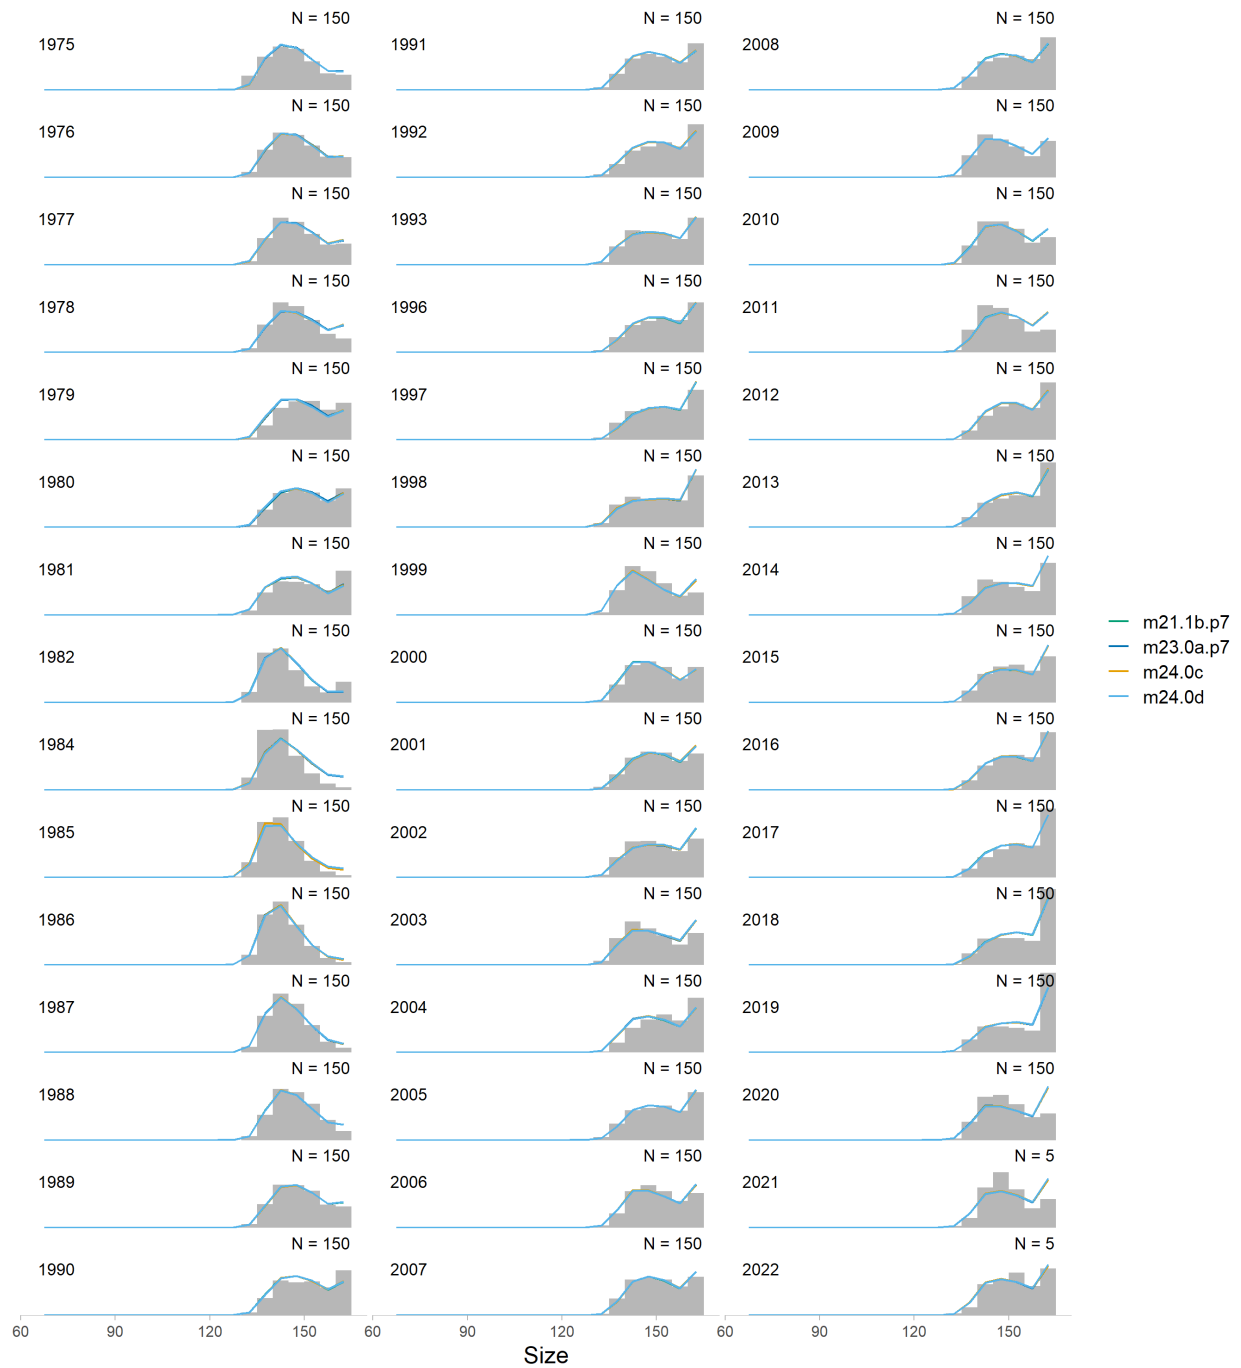 N = 150 N = 150 N = 150
1975 1991 2008
N = 150 N = 150 N = 150
1976 1992 2009
N = 150 N = 150 N = 150
1977 1993 2010
N = 150 N = 150 N = 150
1978 1996 2011
N = 150 N = 150 N = 150
1979 1997 2012
N = 150 N = 150 N = 150
1980 1998 2013
N = 150 N = 150 N = 150
1981 1999 2014
N = 150 N = 150 N = 150
1982 2000 2015
N = 150 N = 150 N = 150
1984 2001 2016
N = 150 N = 150 N = 150
1985 2002 2017
N = 150 N = 150 N = 150
1986 2003 2018
N = 150 N = 150 N = 150
1987 2004 2019
N = 150 N = 150 N = 150
1988 2005 2020
N = 150 N = 150 N = 5
1989 2006 2021
N = 150 N = 150 N = 5
1990 2007 2022
60 90 120 150 60 90 120 150 60 90 120 150
Size
m21.1b.p7
m23.0a.p7
m24.0c
m24.0d